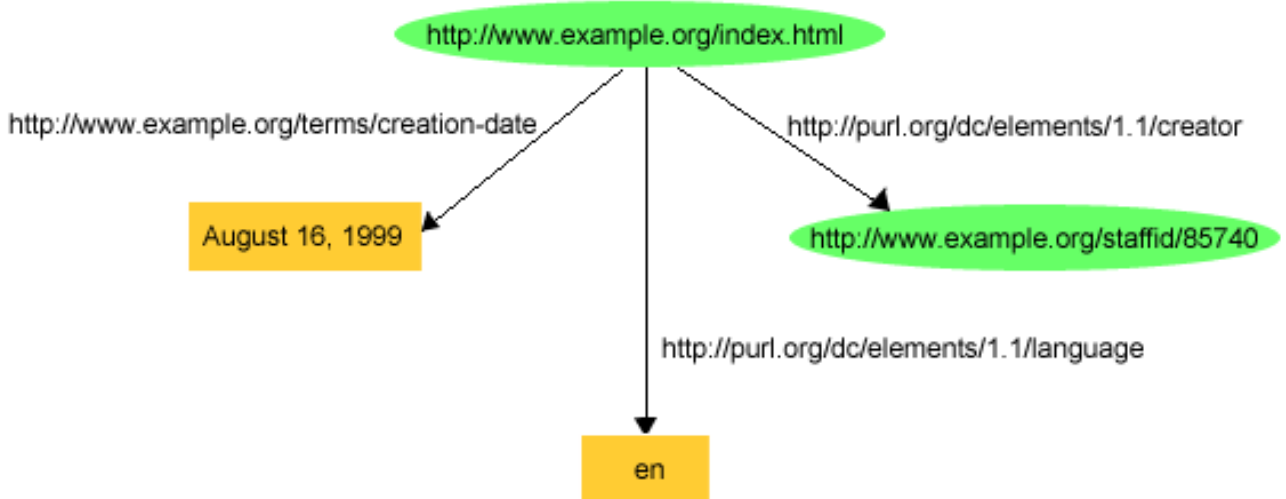 http://www.example.org/index.html
http://www.example.org/terms/creation-date
http://purl.org/dc/elements/1.1/creator
August 16, 1999
http://www.example.org/staffid/85740
http://purl.org/dc/elements/1.1/language
en